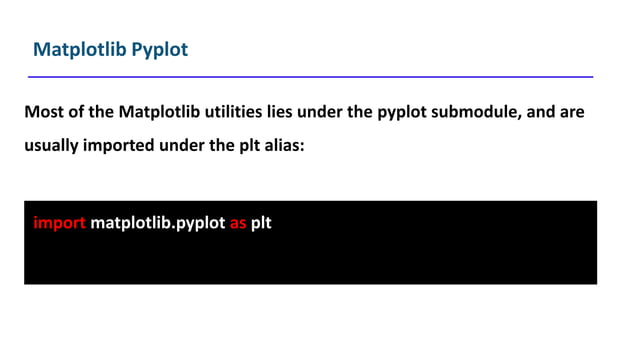 Matplotlib Pyplot
Most of the Matplotlib utilities lies under the pyplot submodule, and are
usually imported under the plt alias:
import matplotlib.pyplot as plt